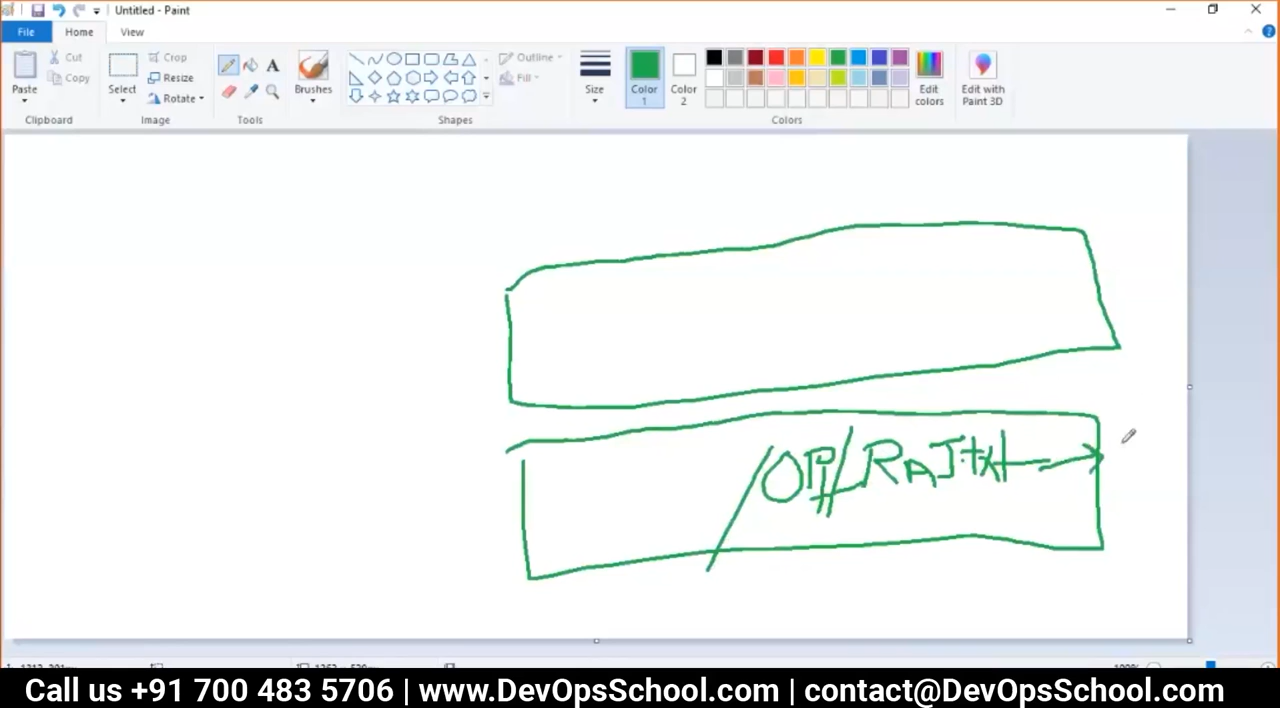 Untitled - Paint
File Home View
Paste Cut Copy Clipboard
Select Crop Resize Rotate Image
Tools
Brushes
Outline Fill Shapes
Size
Color 1
Color 2
Edit colors
Colors
Edit with Paint 3D
/OPT/RAJ.txt
100%
Call us +91 700 483 5706 | www.DevOpsSchool.com | contact@DevOpsSchool.com